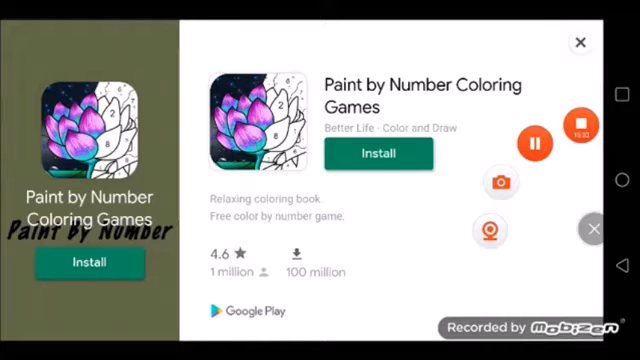 Paint by Number
Coloring Games
Paint by Number
Install
2
8
Paint by Number Coloring
Games
Better Life - Color and Draw
Install
Relaxing coloring book.
Free color by number game.
4.6 ★
1 million
100 million
Google Play
Recorded by Mobizen